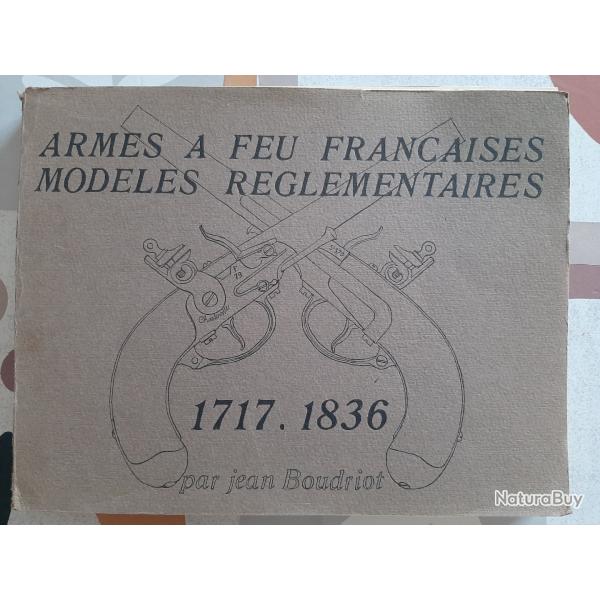 ARMES A FEU FRANCAISES
MODELES REGLEMENTAIRES
1717. 1836
par jean Boudriot
NaturaBuy